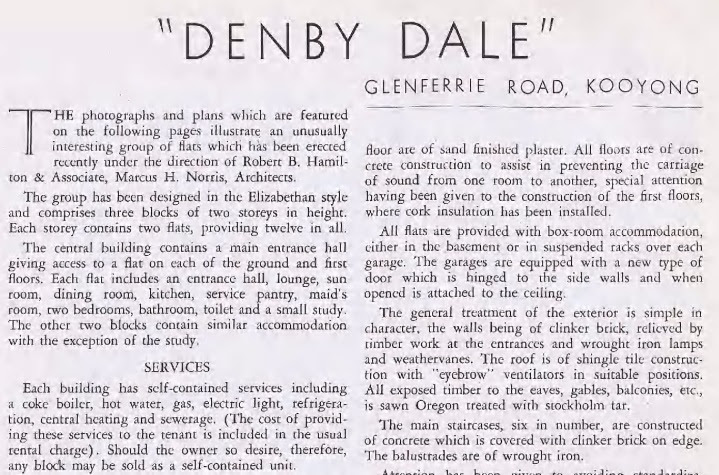 "DENBY DALE"
GLENFERRIE ROAD, KOOYONG
THE photographs and plans which are featured
on the following pages illustrate an unusually
interesting group of flats which has been erected
recently under the direction of Robert B. Hamil-
ton & Associate, Marcus H. Norris, Architects.
The group has been designed in the Elizabethan style
and comprises three blocks of two storeys in height.
Each storey contains two flats, providing twelve in all.
The central building contains a main entrance hall
giving access to a flat on each of the ground and first
floors. Each flat includes an entrance hall, lounge, sun
room, dining room, kitchen, service pantry, maid's
room, two bedrooms, bathroom, toilet and a small study.
The other two blocks contain similar accommodation
with the exception of the study.
SERVICES
Each building has self-contained services including
a coke boiler, hot water, gas, electric light, refrigera-
tion, central heating and sewerage. (The cost of provid-
ing these services to the tenant is included in the usual
rental charge). Should the owner so desire, therefore,
any block may be sold as a self-contained unit.
floor are of sand finished plaster. All floors are of con-
crete construction to assist in preventing the carriage
of sound from one room to another, special attention
having been given to the construction of the first floors,
where cork insulation has been installed.
All flats are provided with box-room accommodation,
either in the basement or in suspended racks over each
garage. The garages are equipped with a new type of
door which is hinged to the side walls and when
opened is attached to the ceiling.
The general treatment of the exterior is simple in
character, the walls being of clinker brick, relieved by
timber work at the entrances and wrought iron lamps
and weathervanes. The roof is of shingle tile construc-
tion with "eyebrow" ventilators in suitable positions.
All exposed timber to the eaves, gables, balconies, etc.,
is sawn Oregon treated with stockholm tar.
The main staircases, six in number, are constructed
of concrete which is covered with clinker brick on edge.
The balustrades are of wrought iron.
Attention has been given to avoiding